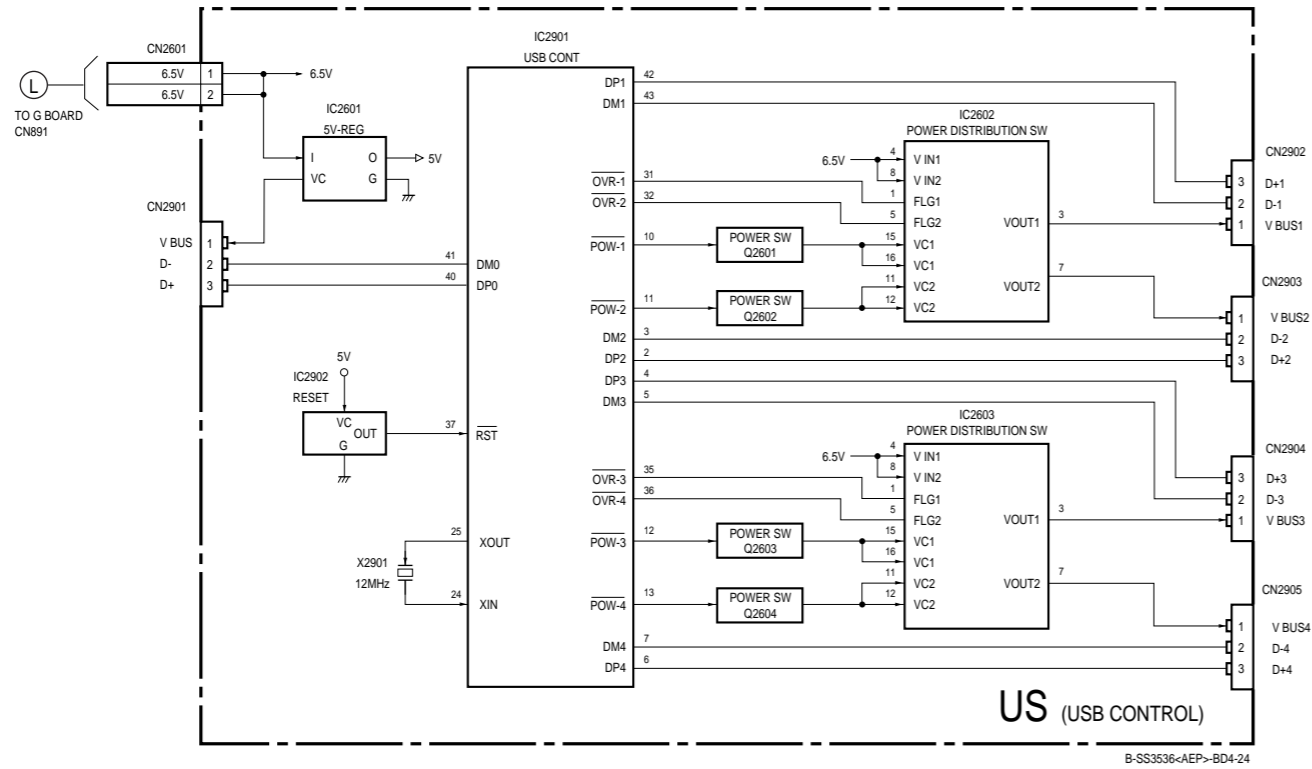 CN2601
6.5V 1
6.5V 2
6.5V
L
TO G BOARD
CN891
IC2601
5V-REG
I O
VC G
5V
CN2901
V BUS 1
D- 2
D+ 3
5V
IC2902
RESET
VC
OUT
G
X2901
12MHz
IC2901
USB CONT
41 DM0
40 DP0
37 RST
25 XOUT
24 XIN
DP1 42
DM1 43
OVR-1 31
OVR-2 32
POW-1 10
POW-2 11
DM2 3
DP2 2
DP3 4
DM3 5
OVR-3 35
OVR-4 36
POW-3 12
POW-4 13
DM4 7
DP4 6
POWER SW
Q2601
POWER SW
Q2602
POWER SW
Q2603
POWER SW
Q2604
IC2602
POWER DISTRIBUTION SW
6.5V
4 V IN1
8 V IN2
1 FLG1
5 FLG2
15 VC1
16 VC1
11 VC2
12 VC2
VOUT1 3
VOUT2 7
IC2603
POWER DISTRIBUTION SW
6.5V
4 V IN1
8 V IN2
1 FLG1
5 FLG2
15 VC1
16 VC1
11 VC2
12 VC2
VOUT1 3
VOUT2 7
CN2902
3 D+1
2 D-1
1 V BUS1
CN2903
1 V BUS2
2 D-2
3 D+2
CN2904
3 D+3
2 D-3
1 V BUS3
CN2905
1 V BUS4
2 D-4
3 D+4
US (USB CONTROL)
B-SS3536<AEP>-BD4-24